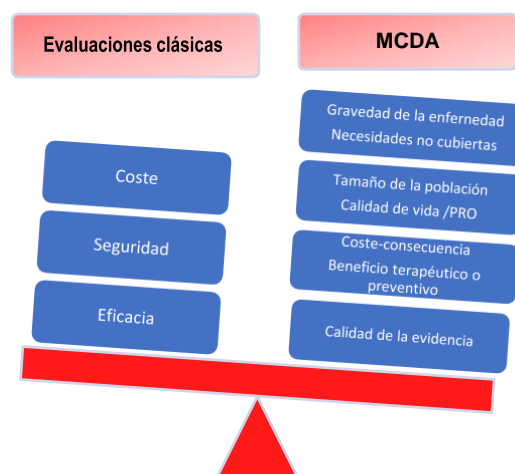 Evaluaciones clásicas
MCDA
Coste
Seguridad
Eficacia
Gravedad de la enfermedad
Necesidades no cubiertas
Tamaño de la población
Calidad de vida /PRO
Coste-consecuencia
Beneficio terapéutico o
preventivo
Calidad de la evidencia